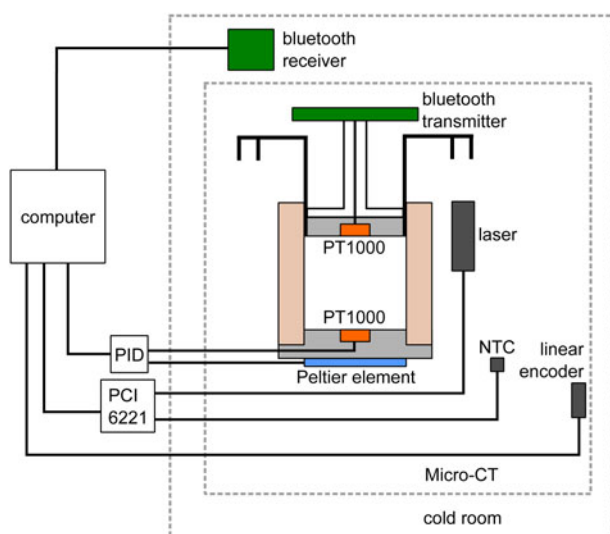 bluetooth
receiver
bluetooth
transmitter
computer
laser
PT1000
PT1000
PID
Peltier element
NTC
linear
encoder
PCI
6221
Micro-CT
cold room